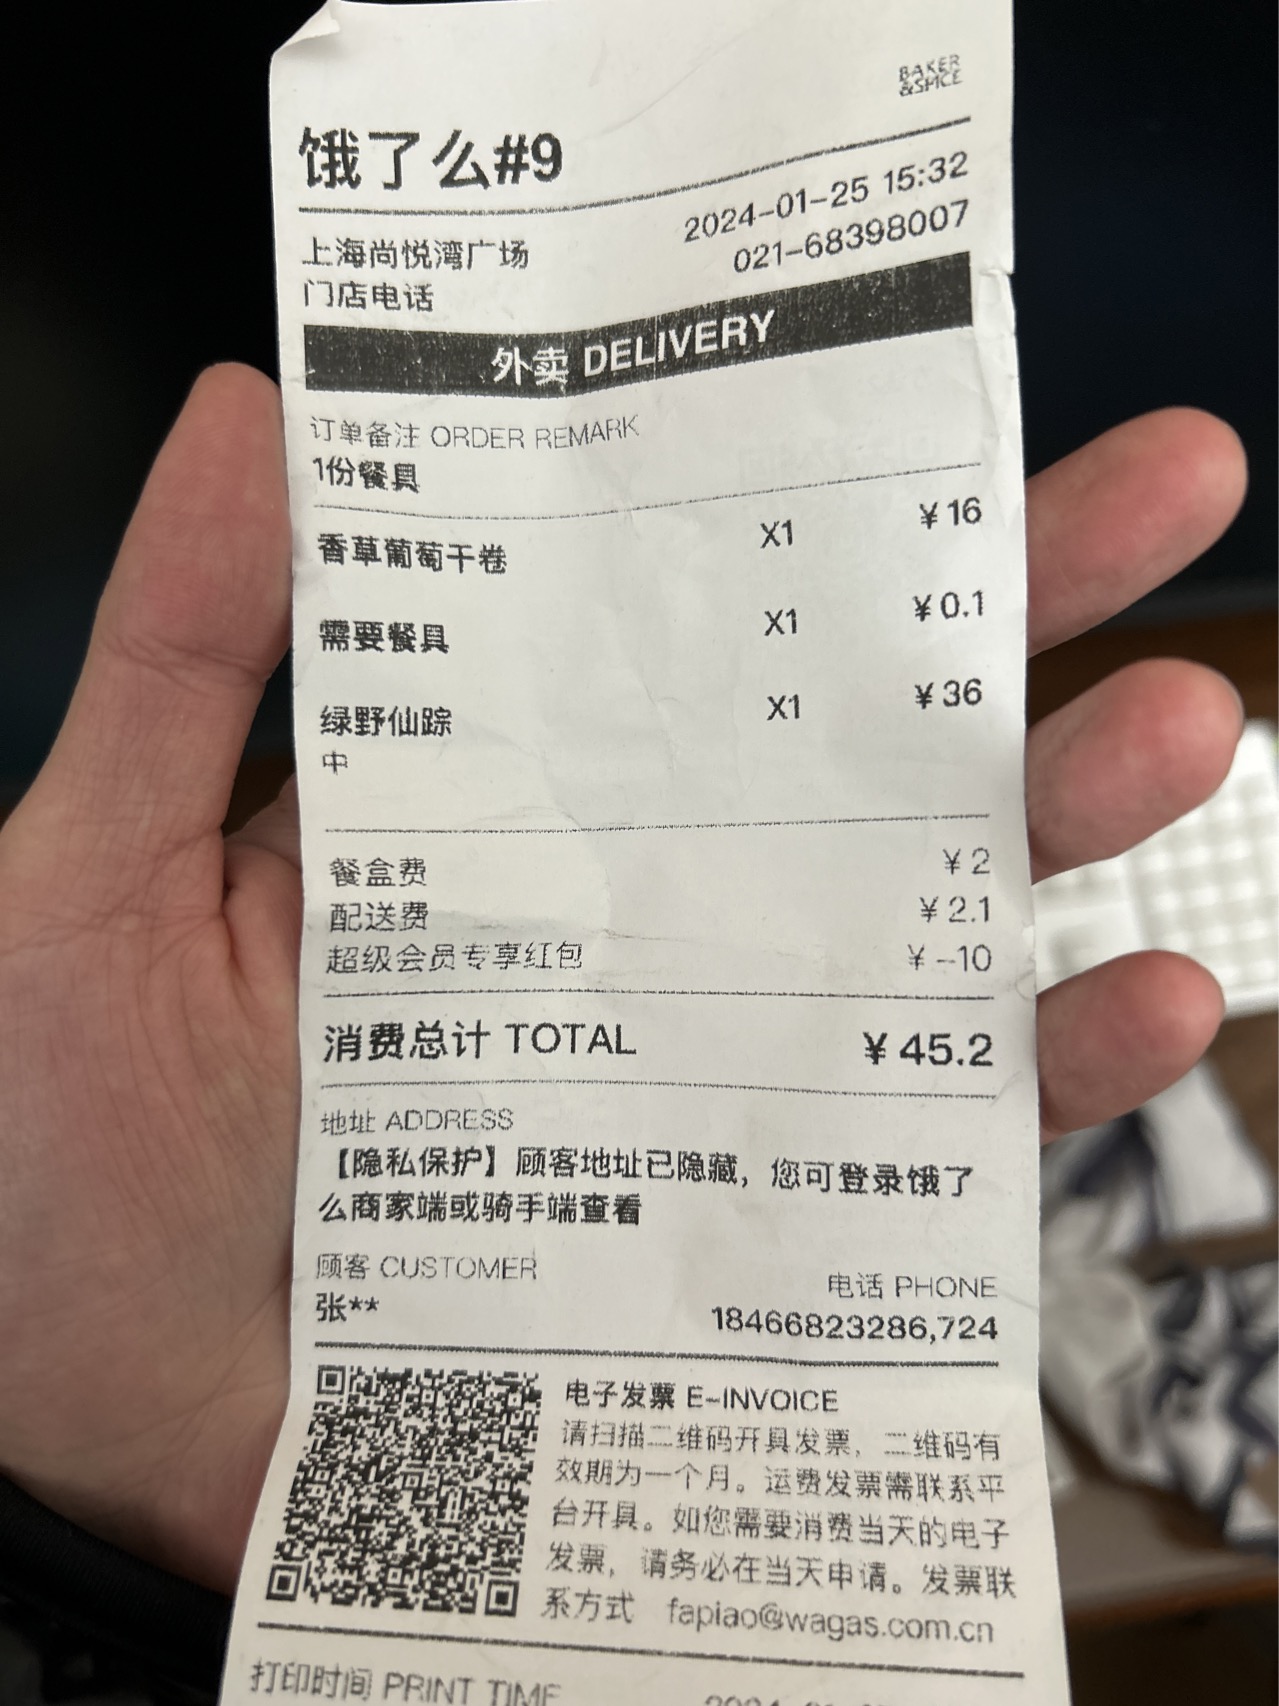 BAKER
&SPICE
饿了么#9
2024-01-25 15:32
上海尚悦湾广场
021-68398007
门店电话
外卖 DELIVERY
订单备注 ORDER REMARK
1份餐具
香草葡萄干卷 X1 ¥16
需要餐具 X1 ¥0.1
绿野仙踪 X1 ¥36
中
餐盒费 ¥2
配送费 ¥2.1
超级会员专享红包 ¥--10
消费总计 TOTAL ¥45.2
地址 ADDRESS
【隐私保护】顾客地址已隐藏，您可登录饿了
么商家端或骑手端查看
顾客 CUSTOMER 电话 PHONE
张** 18466823286,724
电子发票 E-INVOICE
请扫描二维码开具发票，二维码有
效期为一个月。运费发票需联系平
台开具。如您需要消费当天的电子
发票，请务必在当天申请。发票联
系方式 fapiao@wagas.com.cn
打印时间 PRINT TIME